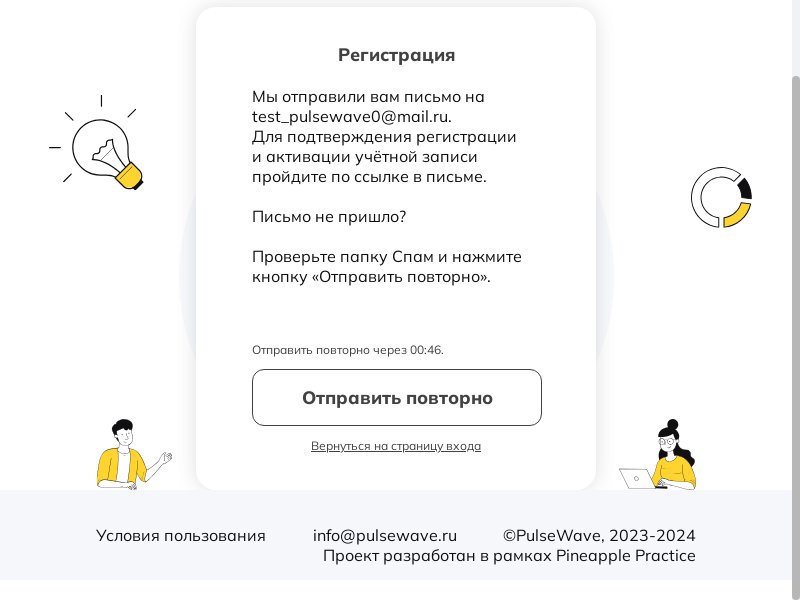 Регистрация
Мы отправили вам письмо на
test_pulsewave0@mail.ru.
Для подтверждения регистрации
и активации учётной записи
пройдите по ссылке в письме.
Письмо не пришло?
Проверьте папку Спам и нажмите
кнопку «Отправить повторно».
Отправить повторно через 00:46.
Отправить повторно
Вернуться на страницу входа
Условия пользования info@pulsewave.ru ©PulseWave, 2023-2024
Проект разработан в рамках Pineapple Practice